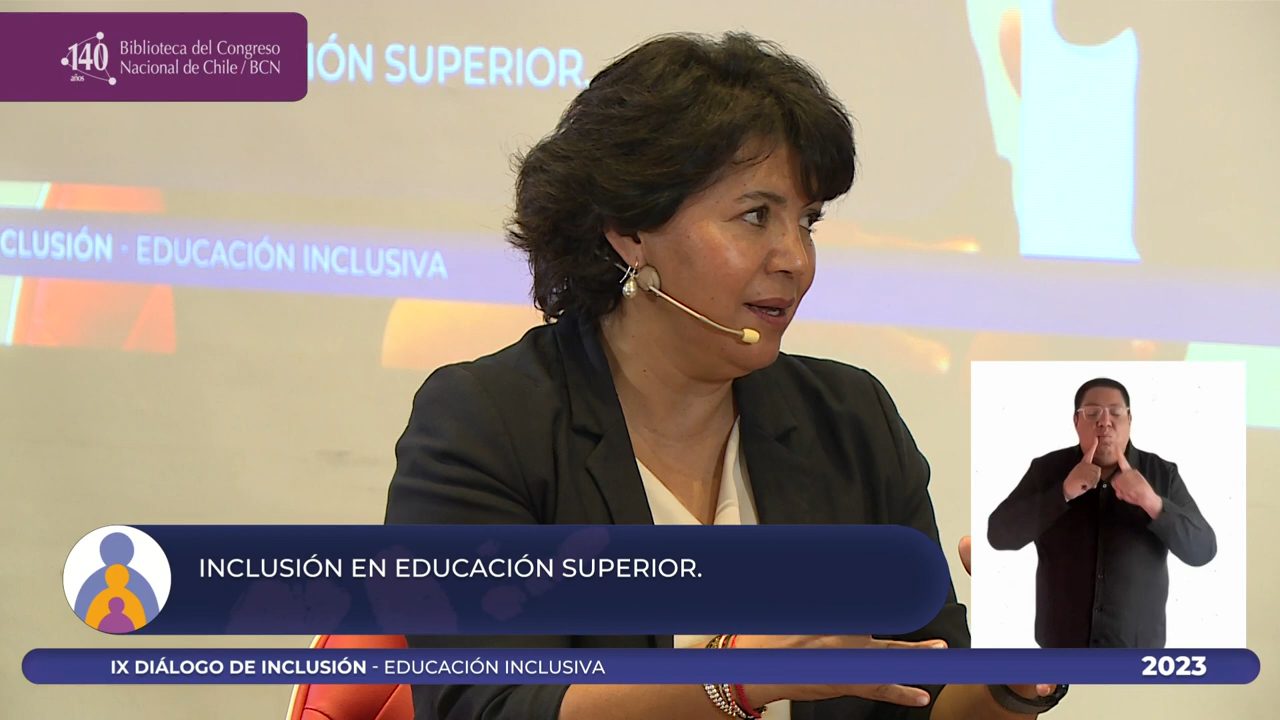 140
años
Biblioteca del Congreso
Nacional de Chile / BCN
IÓN SUPERIOR.
CLUSIÓN · EDUCACIÓN INCLUSIVA
INCLUSIÓN EN EDUCACIÓN SUPERIOR.
IX DIÁLOGO DE INCLUSIÓN - EDUCACIÓN INCLUSIVA
2023